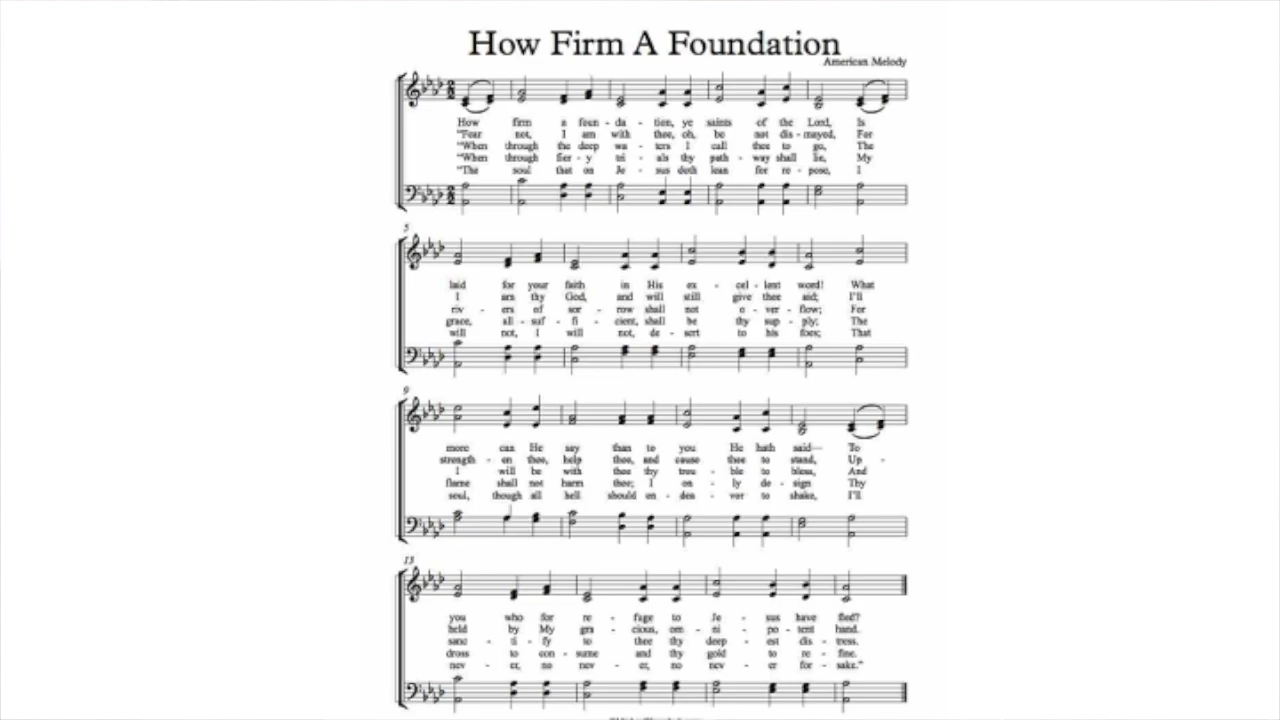 How Firm A Foundation
American Melody
How firm a foun - da - tion, ye saints of the Lord, Is
"Fear not, I am with thee, oh, be not dis - mayed, For
"When through the deep wa - ters I call thee to go, The
"When through fier - y tri - als thy path - way shall lie, My
"The soul that on Je - sus doth lean for re - pose, I
5
laid for your faith in His ex - cel - lent word! What
I am thy God, and will still give thee aid; I'll
riv - ers of sor - row shall not o - ver - flow; For
grace, all - suf - fi - cient, shall be thy sup - ply; The
will not, I will not, de - sert to his foes; That
9
more can He say than to you He hath said— To
strength - en thee, help thee, and cause thee to stand, Up -
I will be with thee thy trou - ble to bless, And
flame shall not harm thee; I on - ly de - sign Thy
soul, though all hell should en - dea - vor to shake, I'll
13
you who for re - fuge to Je - sus have fled?
held by My gra - cious, om - ni - po - tent hand.
sanc - ti - fy to thee thy deep - est dis - tress.
dross to con - sume and thy gold to re - fine.
nev - er, no nev - er, no nev - er for - sake."